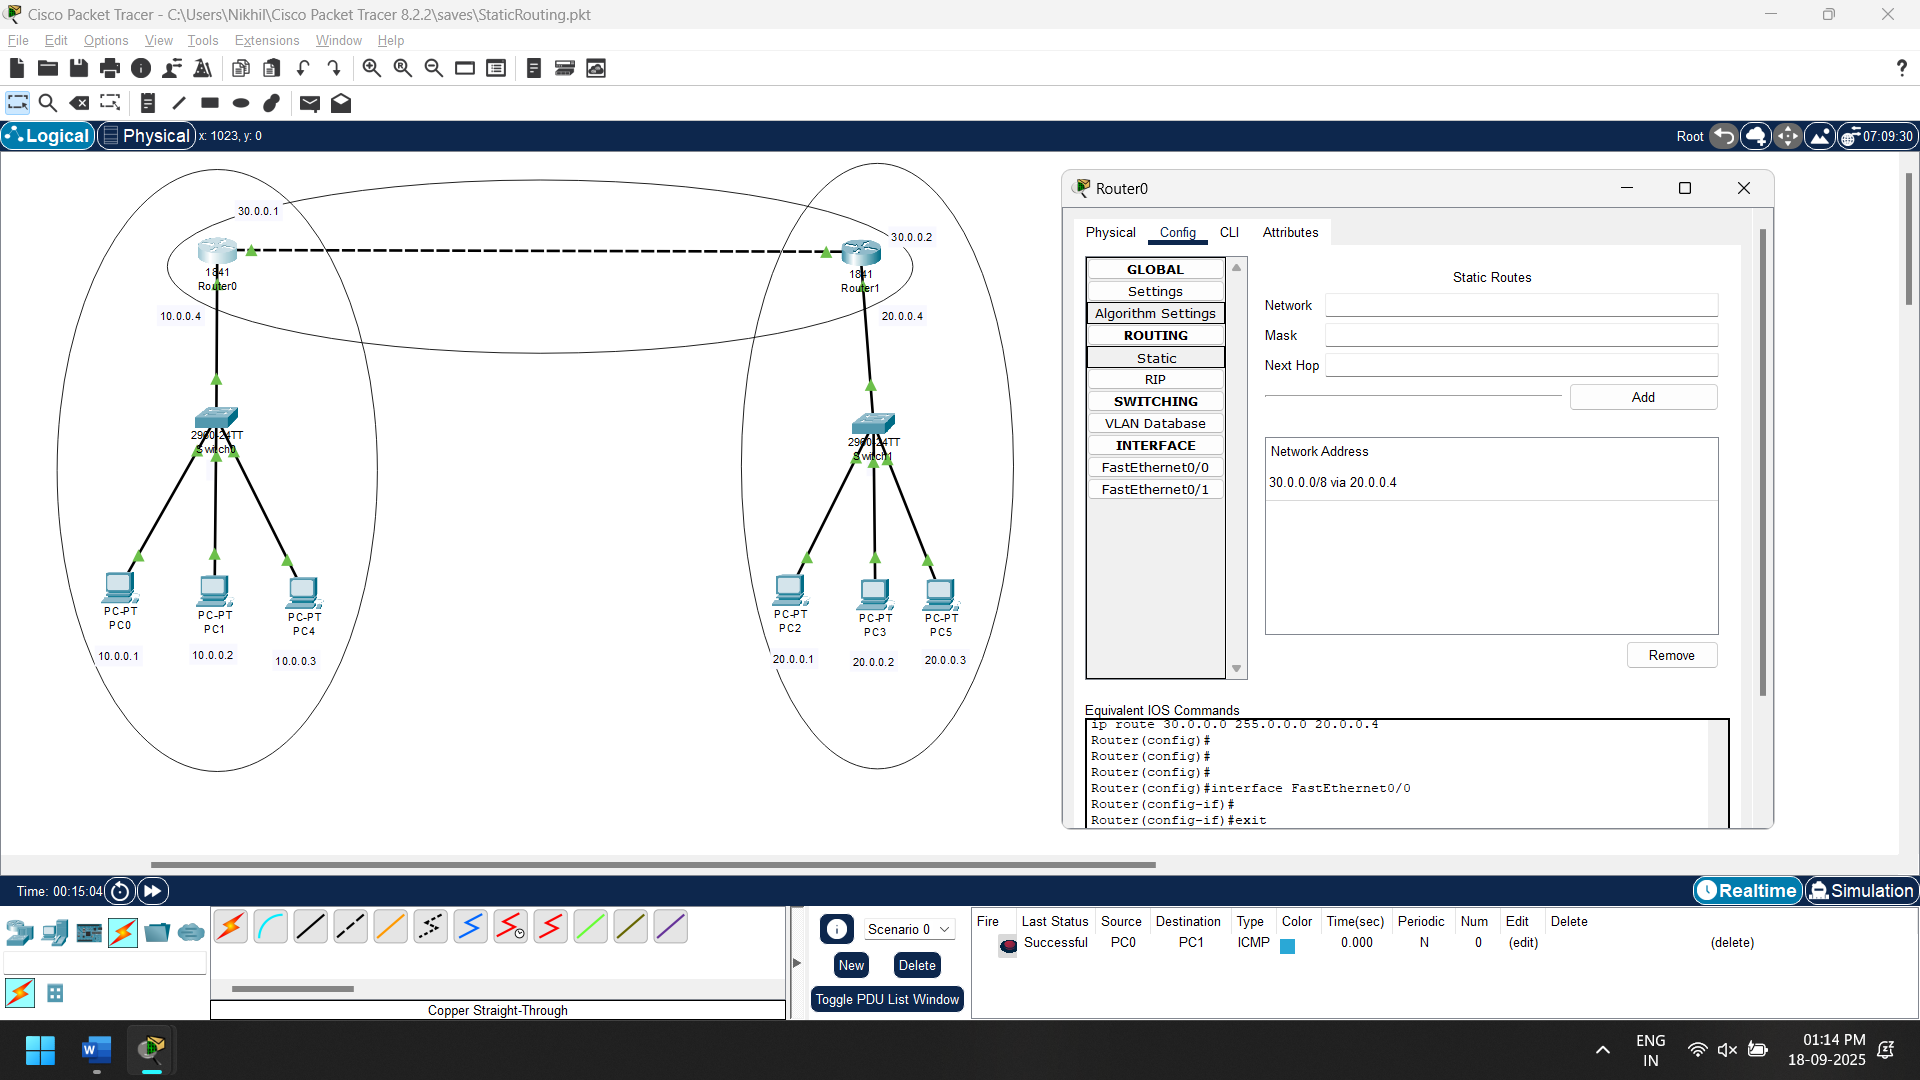 Cisco Packet Tracer - C:\Users\Nikhil\Cisco Packet Tracer 8.2.2\saves\StaticRouting.pkt
File Edit Options View Tools Extensions Window Help
?
Logical Physical x: 1023, y: 0 Root 07:09:30
30.0.0.1
30.0.0.2
1841
Router0
1841
Router1
10.0.0.4
20.0.0.4
2960-24TT
Switch0
2960-24TT
Switch1
PC-PT
PC0
PC-PT
PC1
PC-PT
PC4
PC-PT
PC2
PC-PT
PC3
PC-PT
PC5
10.0.0.1
10.0.0.2
10.0.0.3
20.0.0.1
20.0.0.2
20.0.0.3
Router0
Physical Config CLI Attributes
GLOBAL
Settings
Algorithm Settings
ROUTING
Static
RIP
SWITCHING
VLAN Database
INTERFACE
FastEthernet0/0
FastEthernet0/1
Static Routes
Network
Mask
Next Hop
Add
Network Address
30.0.0.0/8 via 20.0.0.4
Remove
Equivalent IOS Commands
ip route 30.0.0.0 255.0.0.0 20.0.0.4
Router(config)#
Router(config)#
Router(config)#
Router(config)#interface FastEthernet0/0
Router(config-if)#
Router(config-if)#exit
Time: 00:15:04 Realtime Simulation
Scenario 0
New Delete
Toggle PDU List Window
Fire Last Status Source Destination Type Color Time(sec) Periodic Num Edit Delete
Successful PC0 PC1 ICMP 0.000 N 0 (edit) (delete)
Copper Straight-Through
W
ENG
IN
01:14 PM
18-09-2025